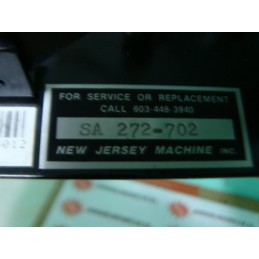 FOR SERVICE OR REPLACEMENT
CALL 603-448-3940
SA 272-702
NEW JERSEY MACHINE INC.